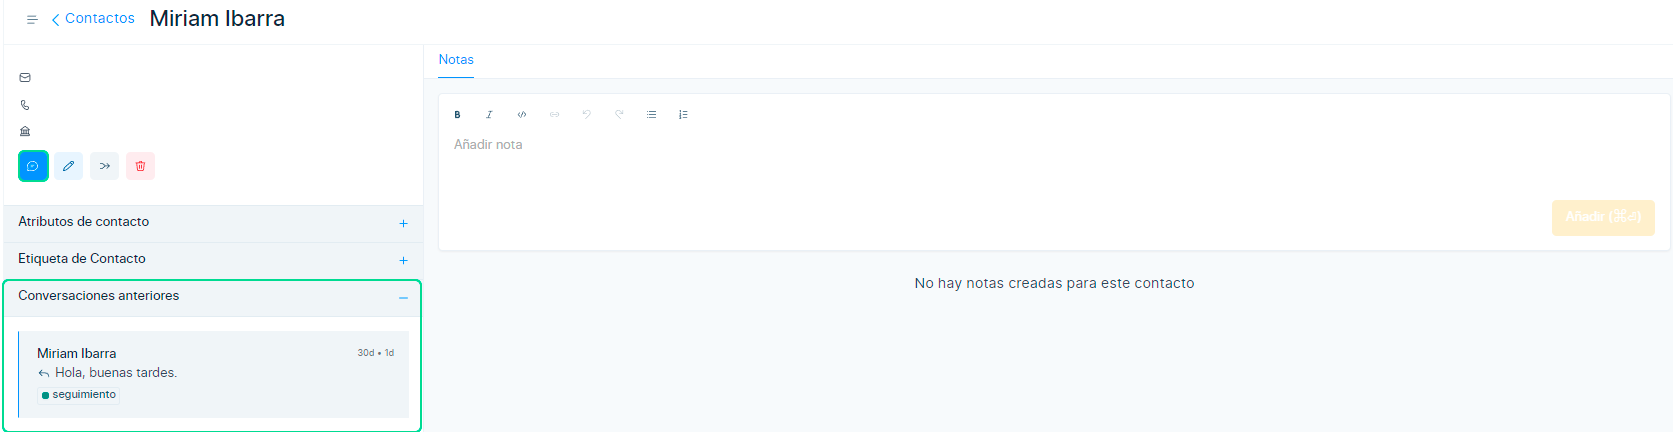 Contactos Miriam Ibarra
Notas
B I
Añadir nota
Añadir (⌘⏎)
No hay notas creadas para este contacto
Atributos de contacto
Etiqueta de Contacto
Conversaciones anteriores
Miriam Ibarra 30d • 1d
Hola, buenas tardes.
seguimiento